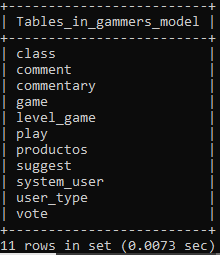 +-------------------------+
| Tables_in_gammers_model |
+-------------------------+
| class                   |
| comment                 |
| commentary              |
| game                    |
| level_game              |
| play                    |
| productos               |
| suggest                 |
| system_user             |
| user_type               |
| vote                    |
+-------------------------+
11 rows in set (0.0073 sec)